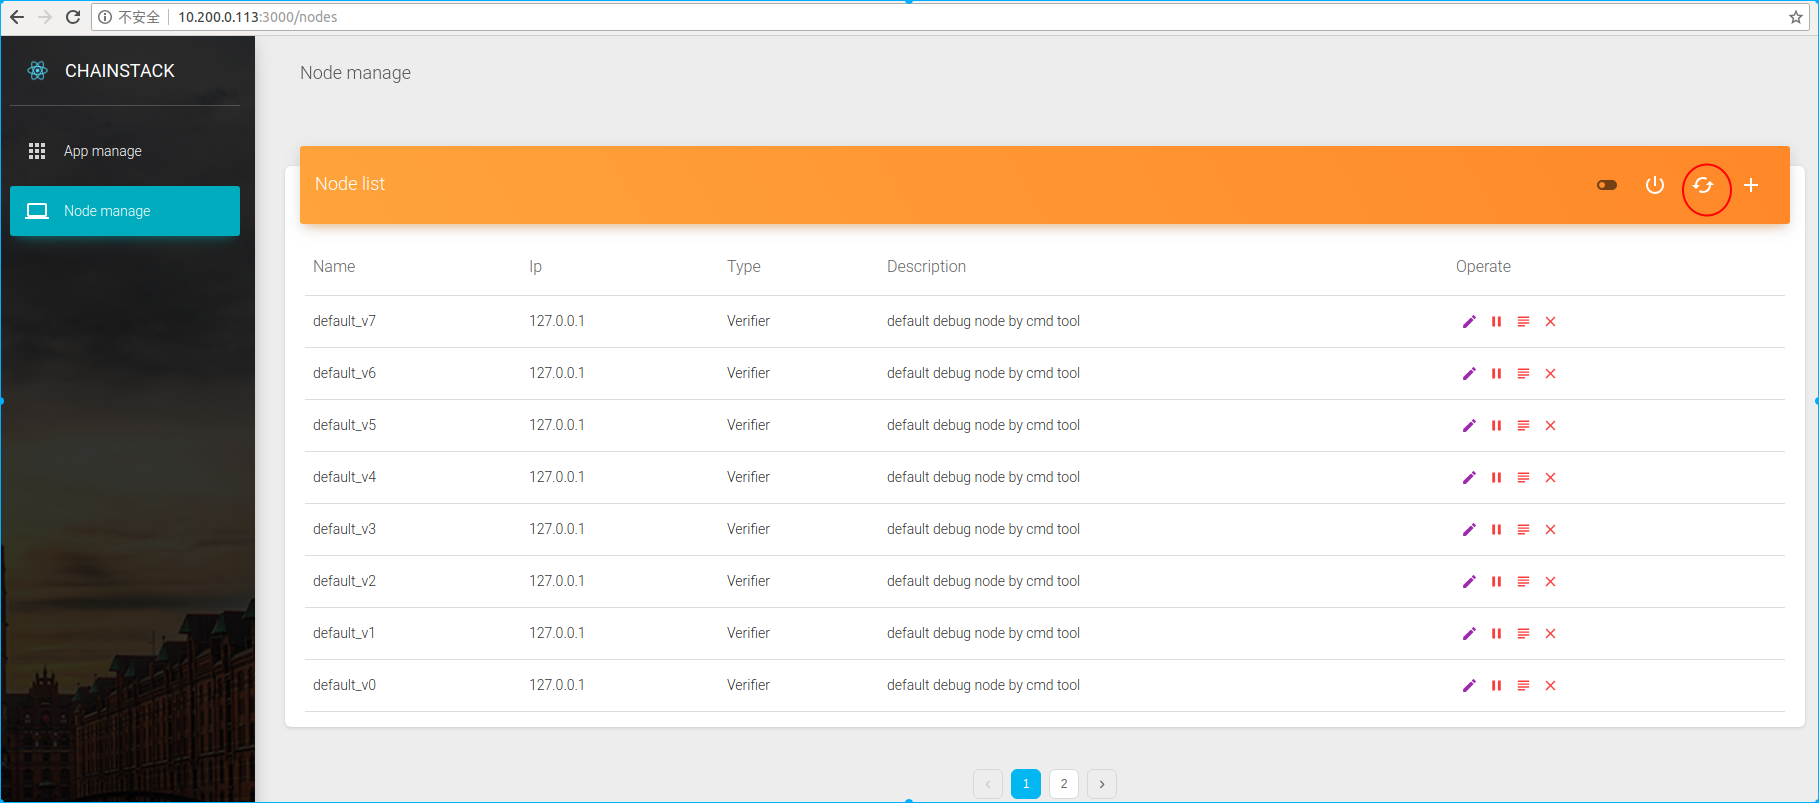 不安全 10.200.0.113:3000/nodes
CHAINSTACK
App manage
Node manage
Node manage
Node list
Name Ip Type Description Operate
default_v7 127.0.0.1 Verifier default debug node by cmd tool
default_v6 127.0.0.1 Verifier default debug node by cmd tool
default_v5 127.0.0.1 Verifier default debug node by cmd tool
default_v4 127.0.0.1 Verifier default debug node by cmd tool
default_v3 127.0.0.1 Verifier default debug node by cmd tool
default_v2 127.0.0.1 Verifier default debug node by cmd tool
default_v1 127.0.0.1 Verifier default debug node by cmd tool
default_v0 127.0.0.1 Verifier default debug node by cmd tool
‹ 1 2 ›